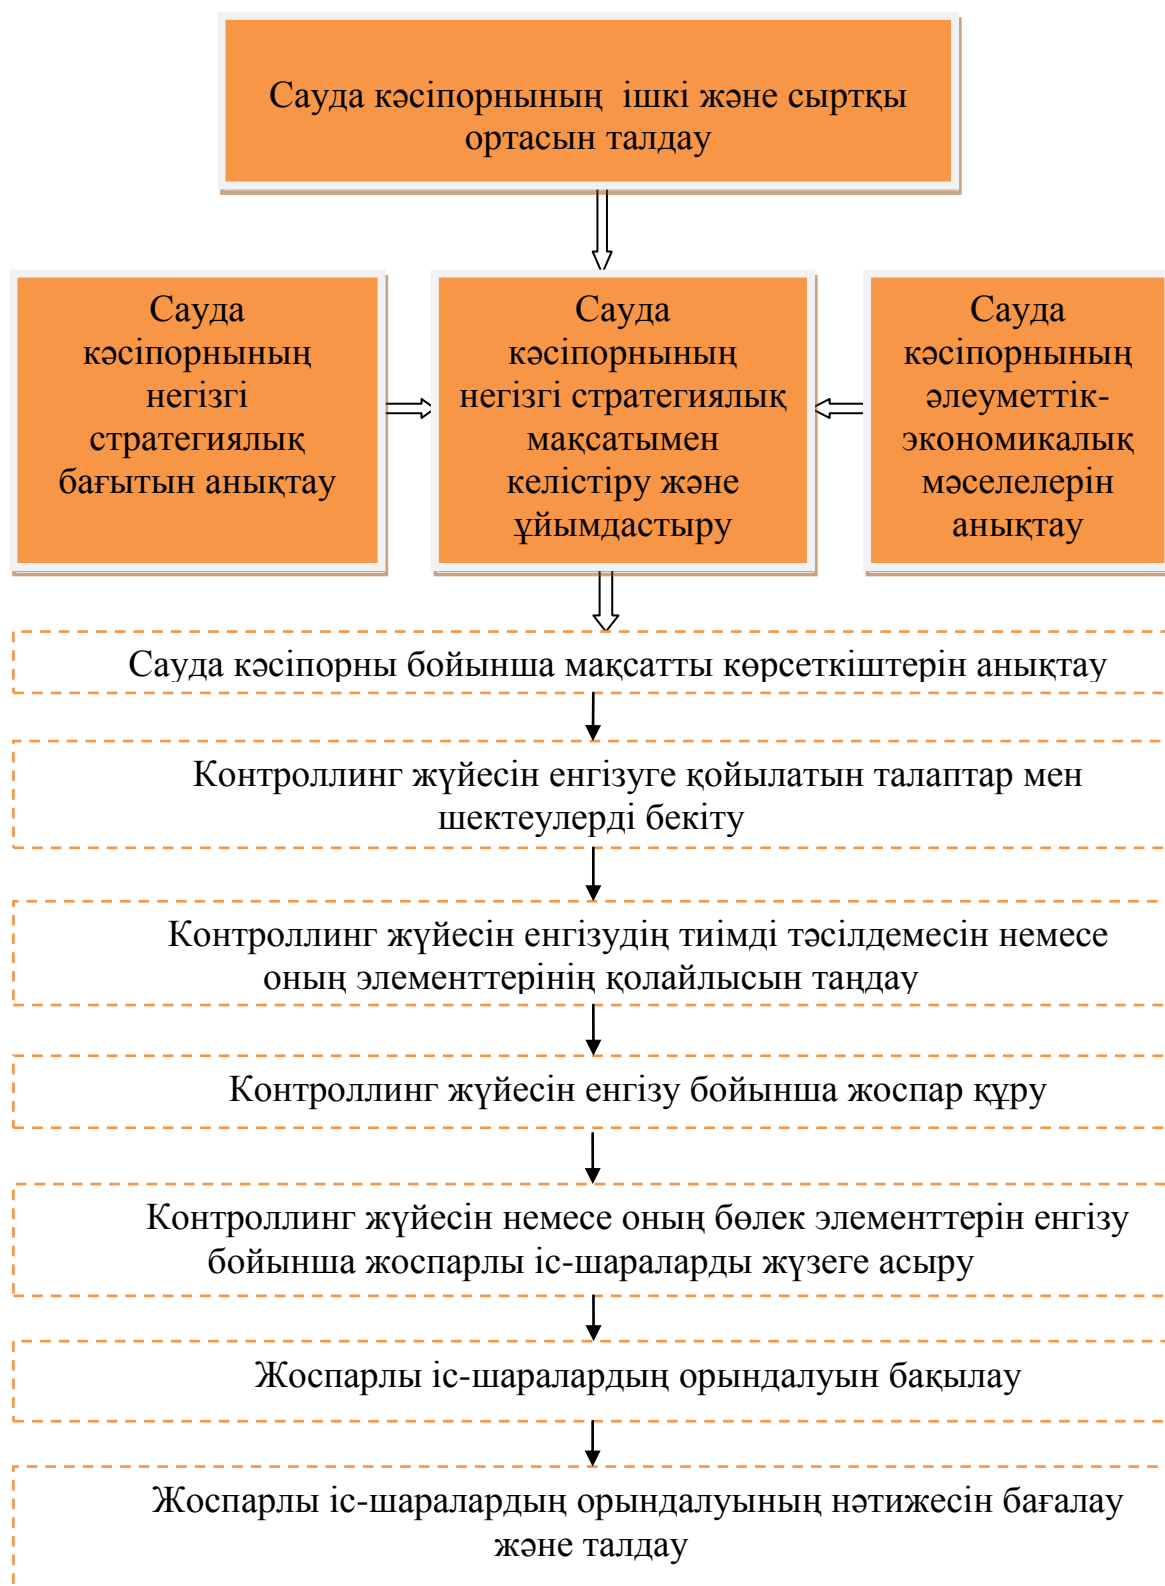 Сауда кәсіпорнының ішкі және сыртқы
ортасын талдау
Сауда
кәсіпорнының
негізгі
стратегиялық
бағытын анықтау
Сауда
кәсіпорнының
негізгі стратегиялық
мақсатымен
келістіру және
ұйымдастыру
Сауда
кәсіпорнының
әлеуметтік-
экономикалық
мәселелерін
анықтау
Сауда кәсіпорны бойынша мақсатты көрсеткіштерін анықтау
Контроллинг жүйесін енгізуге қойылатын талаптар мен
шектеулерді бекіту
Контроллинг жүйесін енгізудің тиімді тәсілдемесін немесе
оның элементтерінің қолайлысын таңдау
Контроллинг жүйесін енгізу бойынша жоспар құру
Контроллинг жүйесін немесе оның бөлек элементтерін енгізу
бойынша жоспарлы іс-шараларды жүзеге асыру
Жоспарлы іс-шаралардың орындалуын бақылау
Жоспарлы іс-шаралардың орындалуының нәтижесін бағалау
және талдау